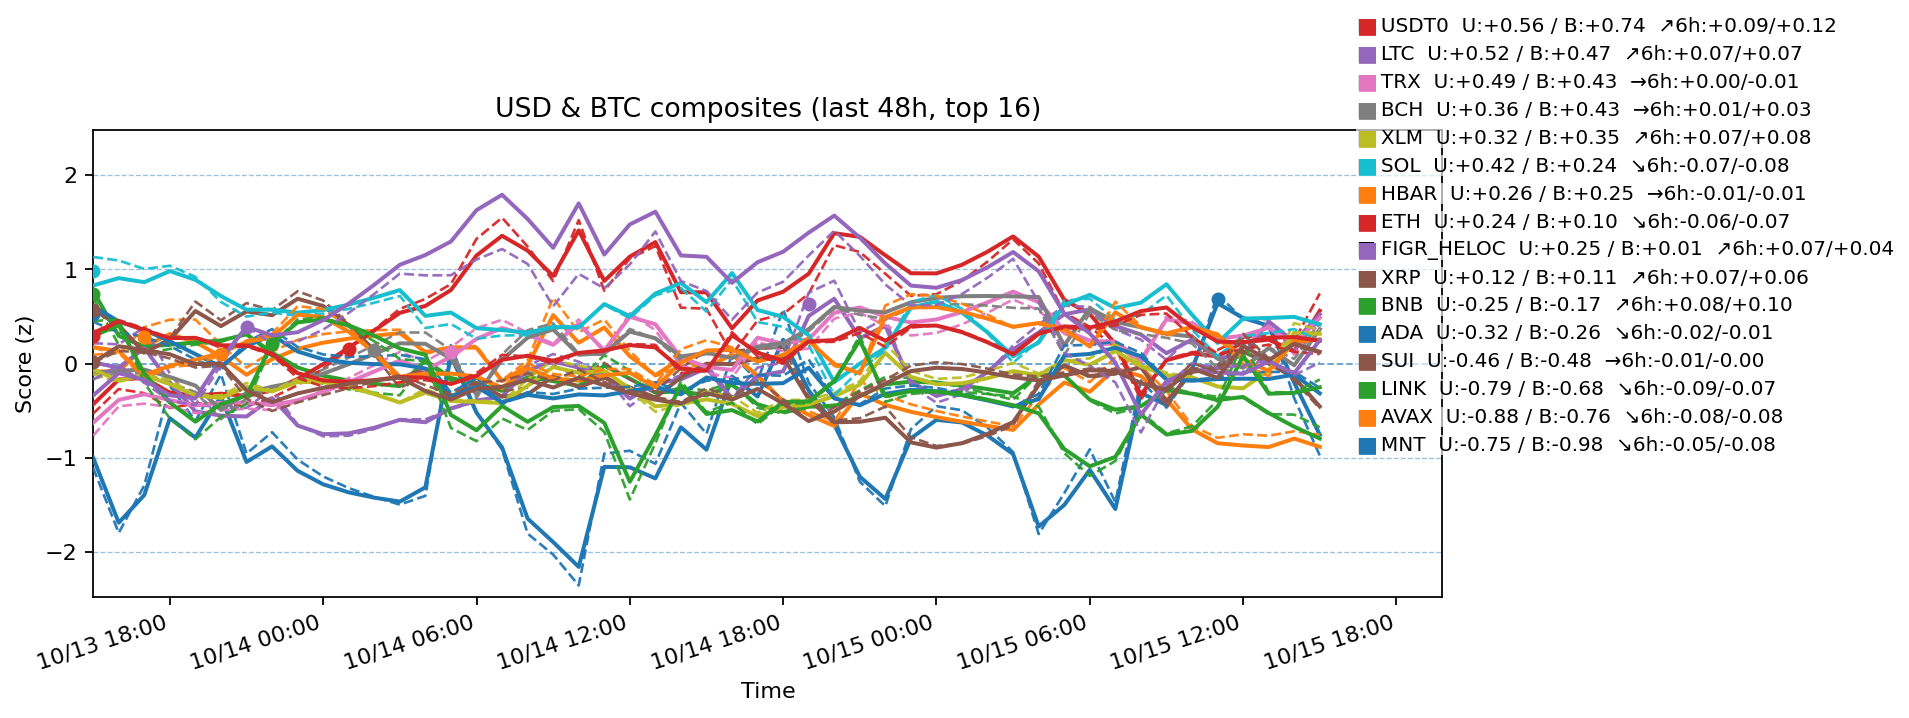 USDT0 U:+0.56 / B:+0.74 ↗6h:+0.09/+0.12
LTC U:+0.52 / B:+0.47 ↗6h:+0.07/+0.07
TRX U:+0.49 / B:+0.43 →6h:+0.00/-0.01
BCH U:+0.36 / B:+0.43 →6h:+0.01/+0.03
XLM U:+0.32 / B:+0.35 ↗6h:+0.07/+0.08
SOL U:+0.42 / B:+0.24 ↘6h:-0.07/-0.08
HBAR U:+0.26 / B:+0.25 →6h:-0.01/-0.01
ETH U:+0.24 / B:+0.10 ↘6h:-0.06/-0.07
FIGR_HELOC U:+0.25 / B:+0.01 ↗6h:+0.07/+0.04
XRP U:+0.12 / B:+0.11 ↗6h:+0.07/+0.06
BNB U:-0.25 / B:-0.17 ↗6h:+0.08/+0.10
ADA U:-0.32 / B:-0.26 ↘6h:-0.02/-0.01
SUI U:-0.46 / B:-0.48 →6h:-0.01/-0.00
LINK U:-0.79 / B:-0.68 ↘6h:-0.09/-0.07
AVAX U:-0.88 / B:-0.76 ↘6h:-0.08/-0.08
MNT U:-0.75 / B:-0.98 ↘6h:-0.05/-0.08
USD & BTC composites (last 48h, top 16)
Score (z)
2
1
0
−1
−2
10/13 18:00
10/14 00:00
10/14 06:00
10/14 12:00
10/14 18:00
10/15 00:00
10/15 06:00
10/15 12:00
10/15 18:00
Time